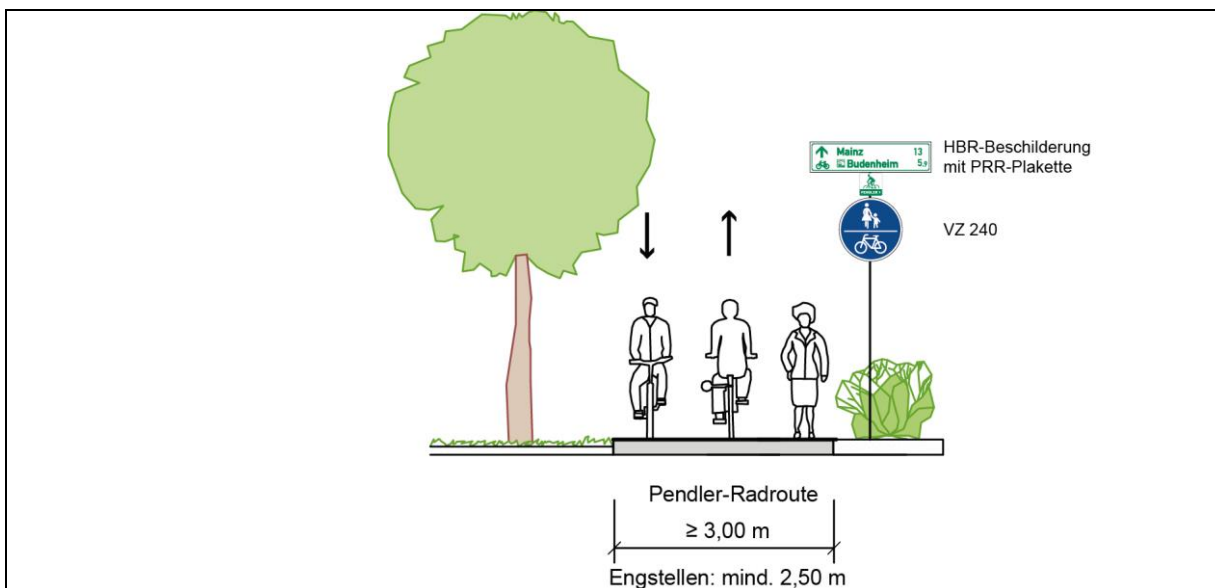 Mainz 13
Budenheim 5,9
HBR-Beschilderung
mit PRR-Plakette
VZ 240
Pendler-Radroute
≥ 3,00 m
Engstellen: mind. 2,50 m